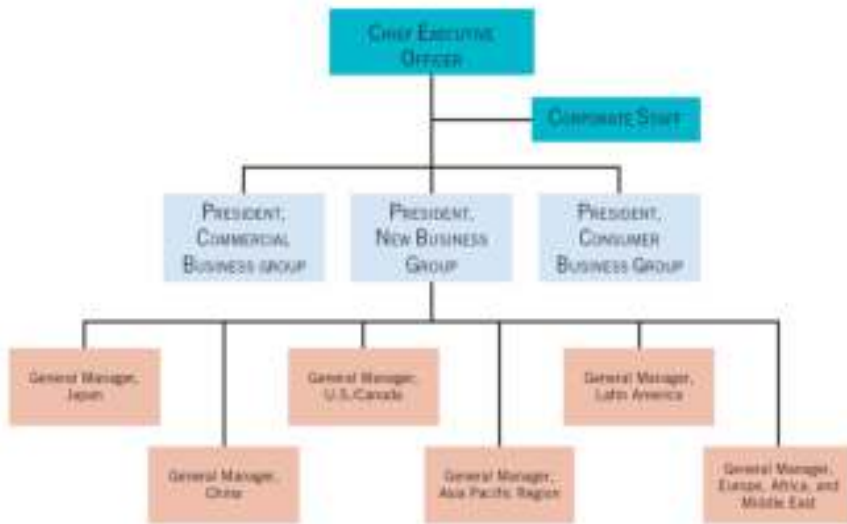 CHIEF EXECUTIVE
OFFICER
CORPORATE STAFF
PRESIDENT,
COMMERCIAL
BUSINESS GROUP
PRESIDENT,
NEW BUSINESS
GROUP
PRESIDENT,
CONSUMER
BUSINESS GROUP
General Manager,
Japan
General Manager,
U.S./Canada
General Manager,
Latin America
General Manager,
China
General Manager,
Asia Pacific Region
General Manager,
Europe, Africa, and
Middle East